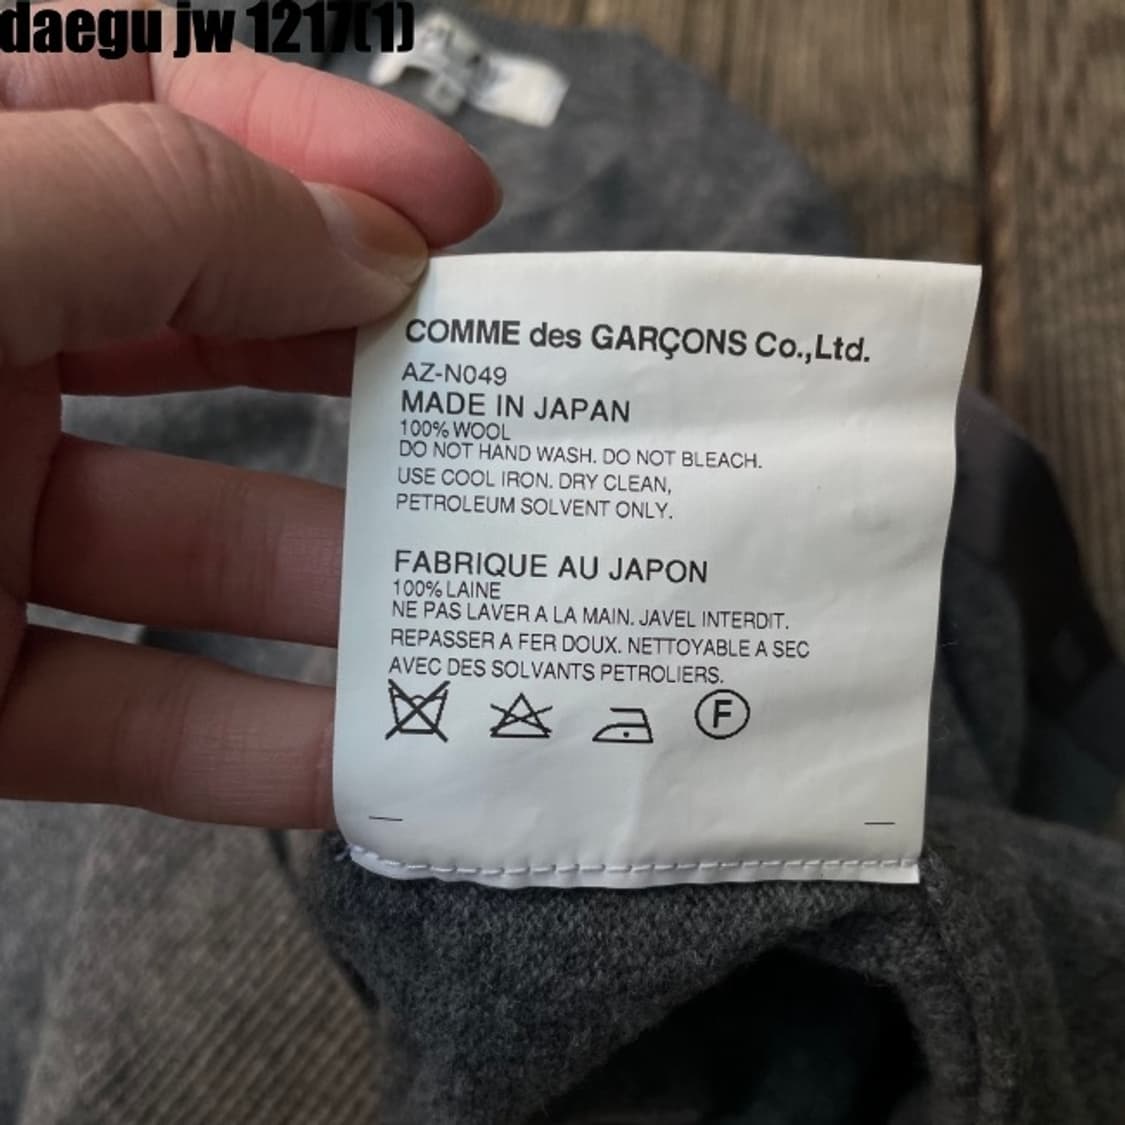 daegu jw 1217(1)
COMME des GARÇONS Co.,Ltd.
AZ-N049
MADE IN JAPAN
100% WOOL
DO NOT HAND WASH. DO NOT BLEACH.
USE COOL IRON. DRY CLEAN,
PETROLEUM SOLVENT ONLY.
FABRIQUE AU JAPON
100% LAINE
NE PAS LAVER A LA MAIN. JAVEL INTERDIT.
REPASSER A FER DOUX. NETTOYABLE A SEC
AVEC DES SOLVANTS PETROLIERS.
F